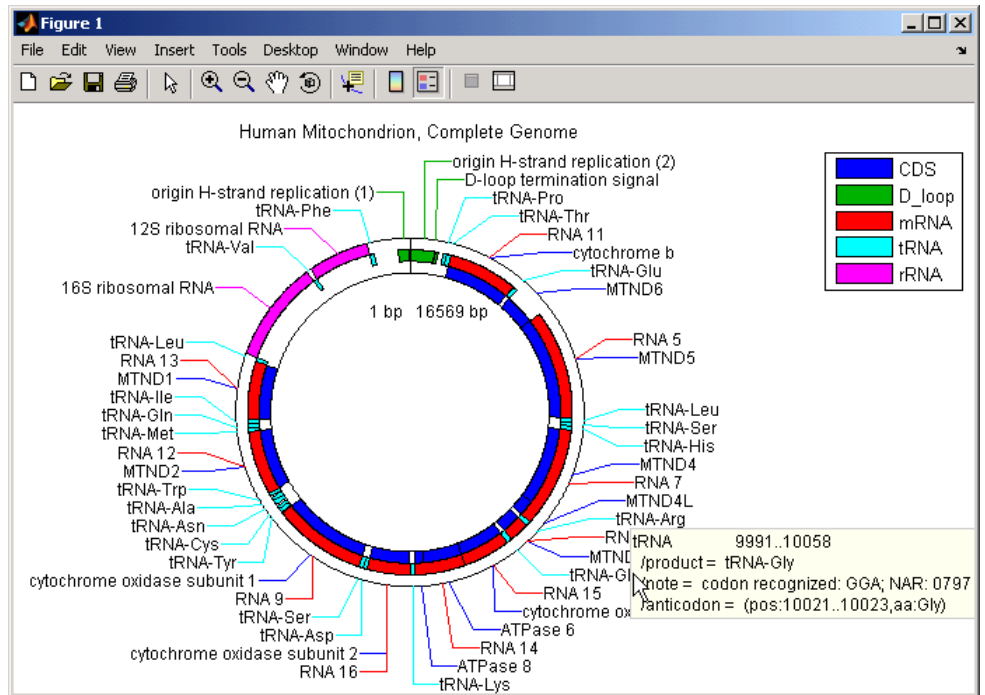 Figure 1
File Edit View Insert Tools Desktop Window Help
Human Mitochondrion, Complete Genome
CDS
D_loop
mRNA
tRNA
rRNA
origin H-strand replication (2)
D-loop termination signal
tRNA-Pro
tRNA-Thr
RNA 11
cytochrome b
tRNA-Glu
MTND6
RNA 5
MTND5
tRNA-Leu
tRNA-Ser
tRNA-His
MTND4
RNA 7
MTND4L
tRNA-Arg
tRNA 9991..10058
/product = tRNA-Gly
/note = codon recognized: GGA; NAR: 0797
/anticodon = (pos:10021..10023,aa:Gly)
RNA 15
cytochrome ox
ATPase 6
RNA 14
ATPase 8
tRNA-Lys
origin H-strand replication (1)
tRNA-Phe
12S ribosomal RNA
tRNA-Val
16S ribosomal RNA
1 bp 16569 bp
tRNA-Leu
RNA 13
MTND1
tRNA-Ile
tRNA-Gln
tRNA-Met
RNA 12
MTND2
tRNA-Trp
tRNA-Ala
tRNA-Asn
tRNA-Cys
tRNA-Tyr
cytochrome oxidase subunit 1
RNA 9
tRNA-Ser
tRNA-Asp
cytochrome oxidase subunit 2
RNA 16